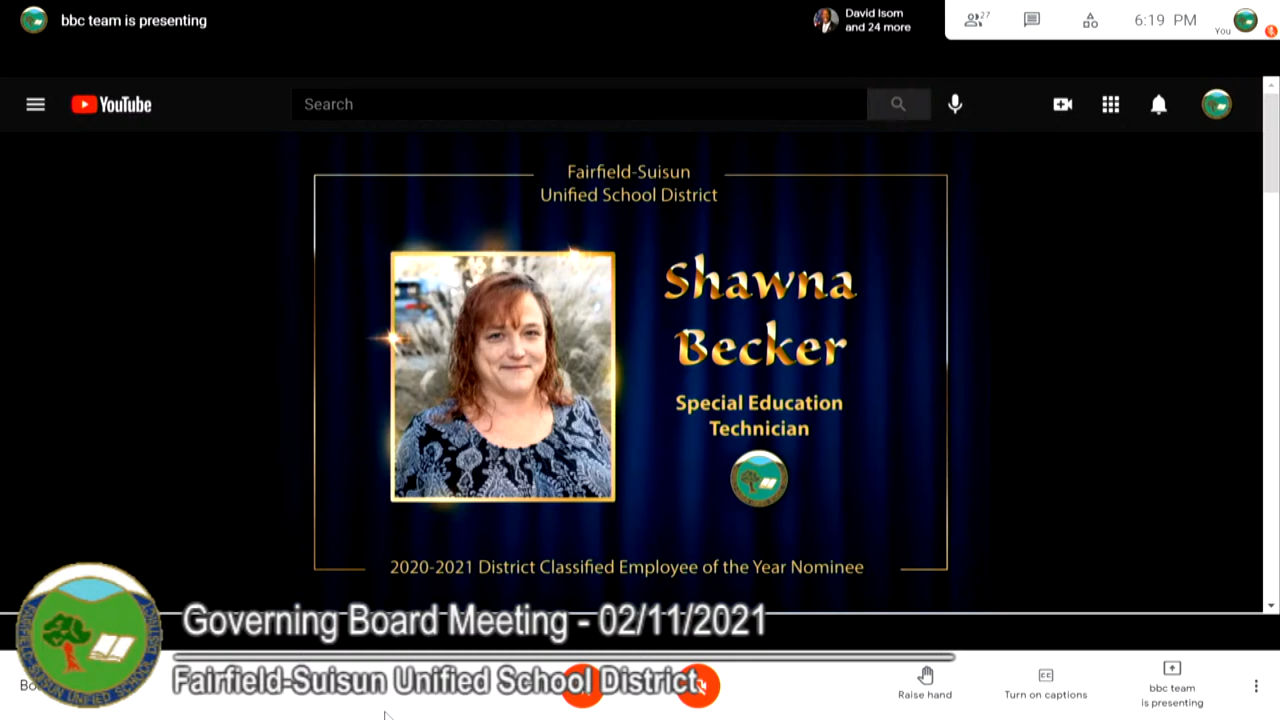 bbc team is presenting
David Isom
and 24 more
27
6:19 PM
You
YouTube
Search
Fairfield-Suisun
Unified School District
Shawna
Becker
Special Education
Technician
2020-2021 District Classified Employee of the Year Nominee
Governing Board Meeting - 02/11/2021
Fairfield-Suisun Unified School District
Raise hand
CC
Turn on captions
bbc team
is presenting